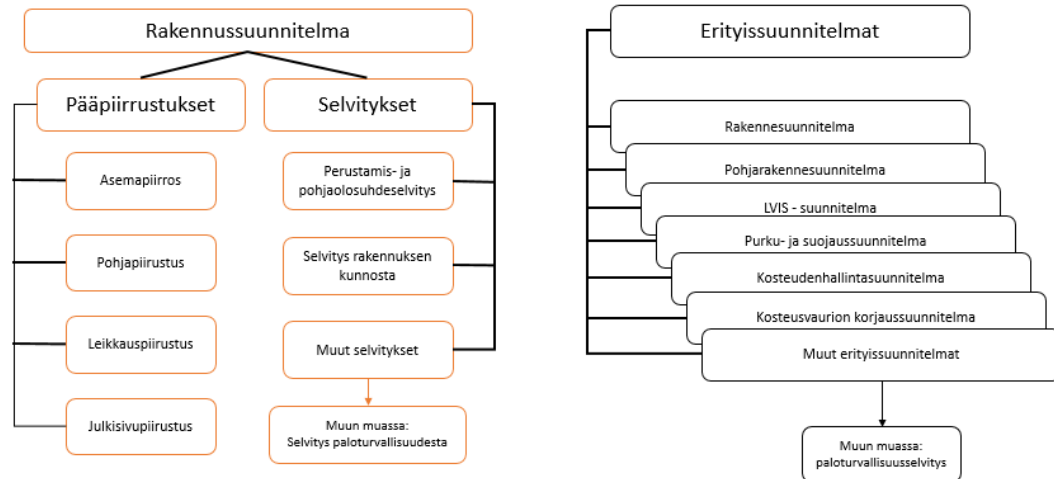 Rakennussuunnitelma
Pääpiirrustukset
Selvitykset
Asemapiirros
Perustamis- ja
pohjaolosuhdeselvitys
Pohjapiirustus
Selvitys rakennuksen
kunnosta
Leikkauspiirustus
Muut selvitykset
Julkisivupiirustus
Muun muassa:
Selvitys paloturvallisuudesta
Erityissuunnitelmat
Rakennesuunnitelma
Pohjarakennesuunnitelma
LVIS - suunnitelma
Purku- ja suojaussuunnitelma
Kosteudenhallintasuunnitelma
Kosteusvaurion korjaussuunnitelma
Muut erityissuunnitelmat
Muun muassa:
paloturvallisuusselvitys